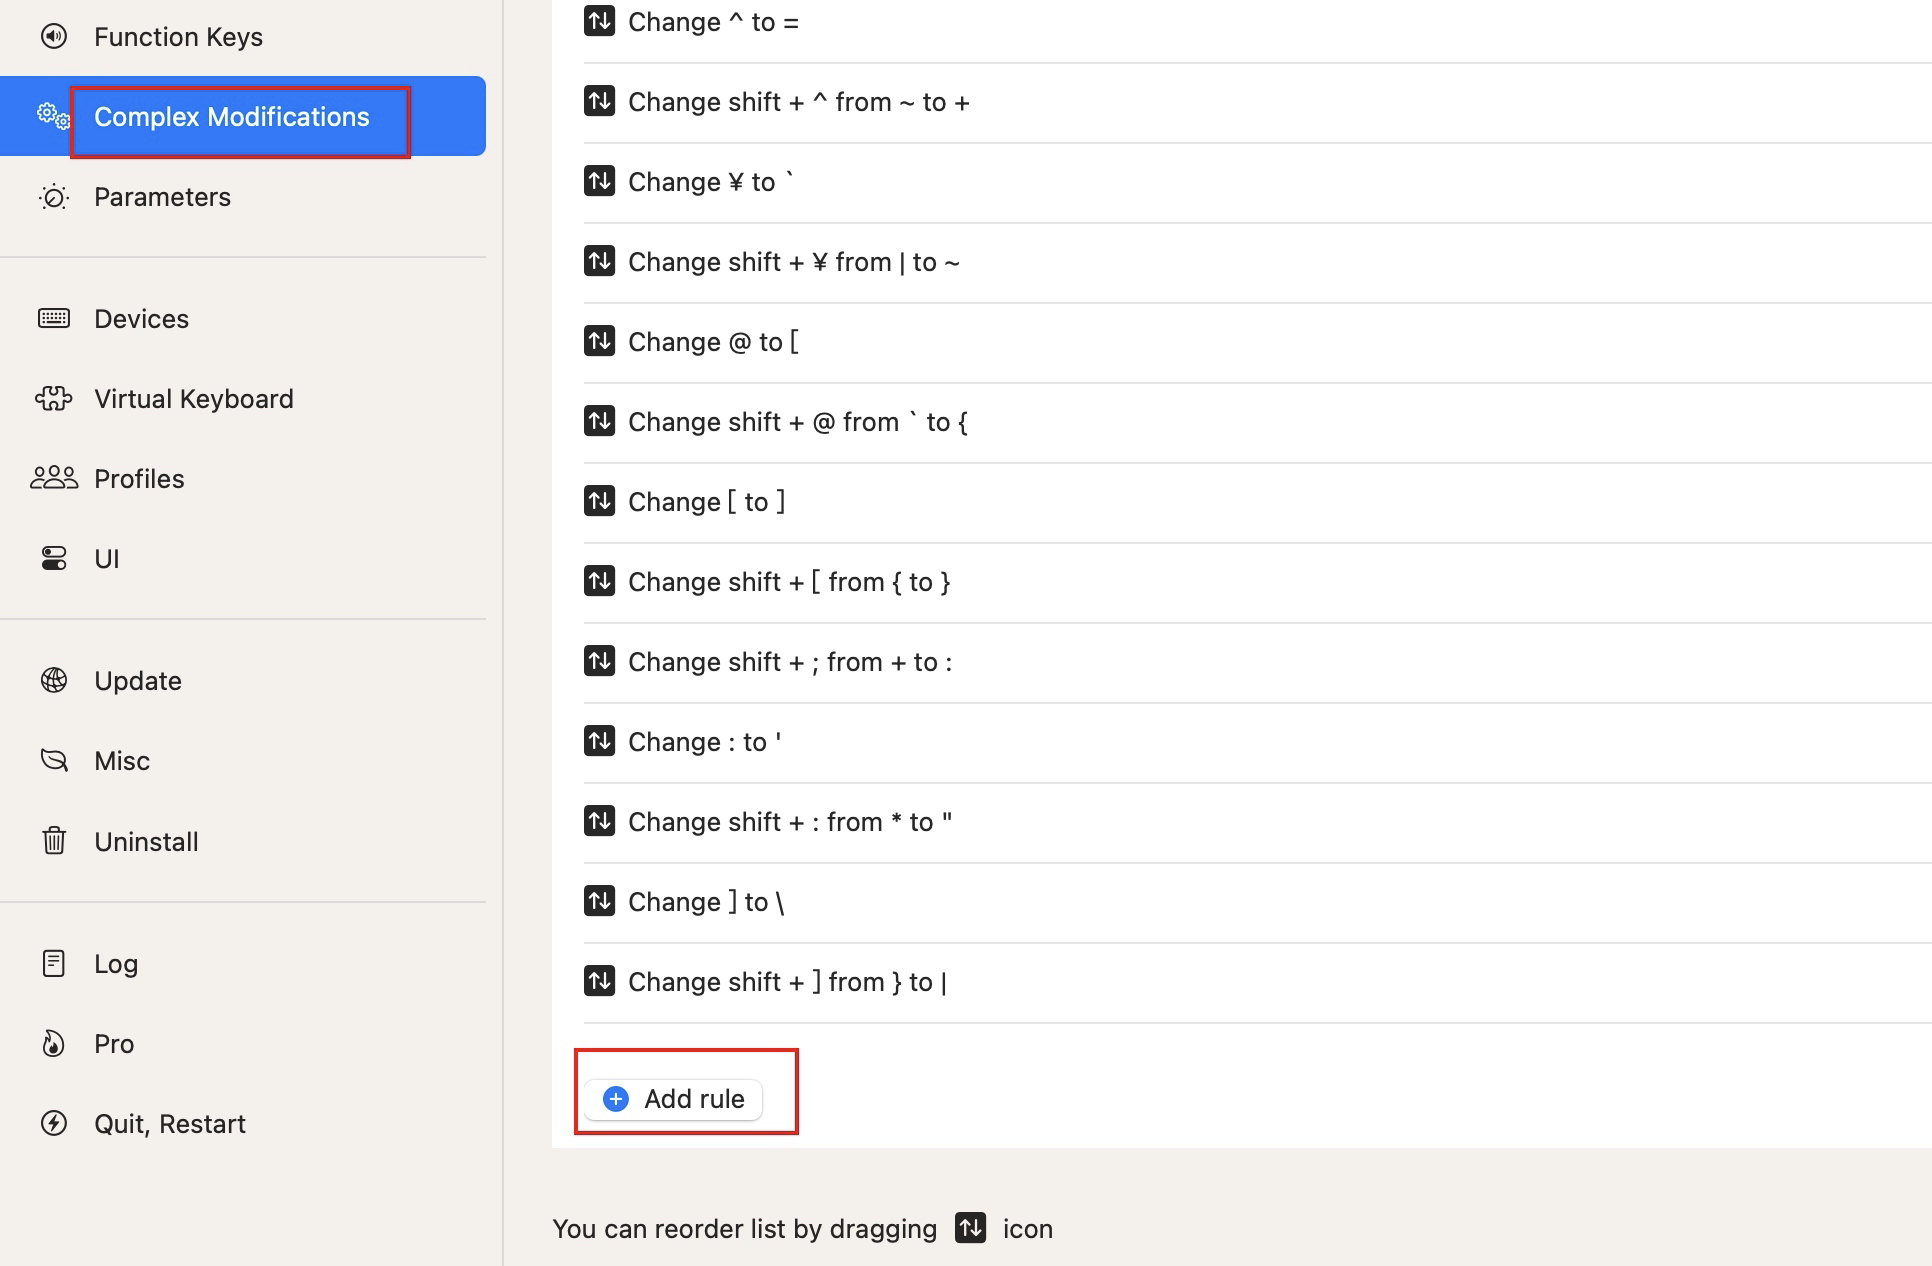 Function Keys
Complex Modifications
Parameters
Devices
Virtual Keyboard
Profiles
UI
Update
Misc
Uninstall
Log
Pro
Quit, Restart
Change ^ to =
Change shift + ^ from ~ to +
Change ¥ to `
Change shift + ¥ from | to ~
Change @ to [
Change shift + @ from ` to {
Change [ to ]
Change shift + [ from { to }
Change shift + ; from + to :
Change : to '
Change shift + : from * to "
Change ] to \
Change shift + ] from } to |
Add rule
You can reorder list by dragging icon